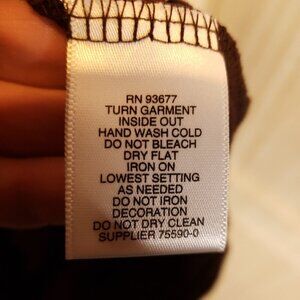 RN 93677
TURN GARMENT
INSIDE OUT
HAND WASH COLD
DO NOT BLEACH
DRY FLAT
IRON ON
LOWEST SETTING
AS NEEDED
DO NOT IRON
DECORATION
DO NOT DRY CLEAN
SUPPLIER 75590-0